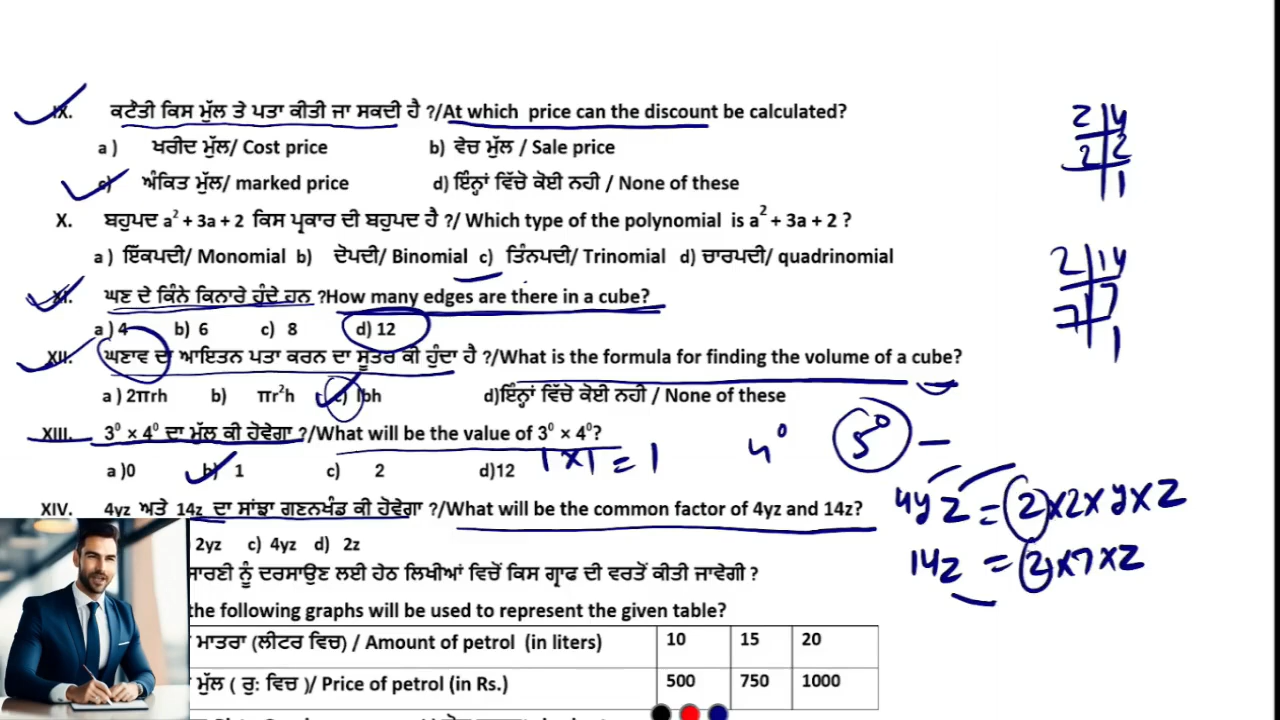 IX. ਕਟੌਤੀ ਕਿਸ ਮੁੱਲ ਤੇ ਪਤਾ ਕੀਤੀ ਜਾ ਸਕਦੀ ਹੈ ?/At which price can the discount be calculated?
a ) ਖਰੀਦ ਮੁੱਲ/ Cost price b) ਵੇਚ ਮੁੱਲ / Sale price
c) ਅੰਕਿਤ ਮੁੱਲ/ marked price d) ਇੰਨ੍ਹਾਂ ਵਿੱਚੋ ਕੋਈ ਨਹੀ / None of these
X. ਬਹੁਪਦ a² + 3a + 2 ਕਿਸ ਪ੍ਰਕਾਰ ਦੀ ਬਹੁਪਦ ਹੈ ?/ Which type of the polynomial is a² + 3a + 2 ?
a ) ਇੱਕਪਦੀ/ Monomial b) ਦੋਪਦੀ/ Binomial c) ਤਿੰਨਪਦੀ/ Trinomial d) ਚਾਰਪਦੀ/ quadrinomial
XI. ਘਣ ਦੇ ਕਿੰਨੇ ਕਿਨਾਰੇ ਹੁੰਦੇ ਹਨ ?How many edges are there in a cube?
a ) 4 b) 6 c) 8 d) 12
XII. ਘਣਾਵ ਦਾ ਆਇਤਨ ਪਤਾ ਕਰਨ ਦਾ ਸੂਤਰ ਕੀ ਹੁੰਦਾ ਹੈ ?/What is the formula for finding the volume of a cube?
a ) 2πrh b) πr²h c) lbh d)ਇੰਨ੍ਹਾਂ ਵਿੱਚੋ ਕੋਈ ਨਹੀ / None of these
XIII. 3⁰ × 4⁰ ਦਾ ਮੁੱਲ ਕੀ ਹੋਵੇਗਾ ?/What will be the value of 3⁰ × 4⁰?
a )0 b) 1 c) 2 d)12
1×1 = 1
4⁰ 3⁰
XIV. 4yz ਅਤੇ 14z ਦਾ ਸਾਂਝਾ ਗਣਨਖੰਡ ਕੀ ਹੋਵੇਗਾ ?/What will be the common factor of 4yz and 14z?
2yz c) 4yz d) 2z
ਸਾਰਣੀ ਨੂੰ ਦਰਸਾਉਣ ਲਈ ਹੇਠ ਲਿਖੀਆਂ ਵਿਚੋਂ ਕਿਸ ਗ੍ਰਾਫ ਦੀ ਵਰਤੋਂ ਕੀਤੀ ਜਾਵੇਗੀ ?
the following graphs will be used to represent the given table?
ਮਾਤਰਾ (ਲੀਟਰ ਵਿਚ) / Amount of petrol (in liters) 10 15 20
ਮੁੱਲ ( ਰੁ: ਵਿਚ )/ Price of petrol (in Rs.) 500 750 1000
2 4
2 2
1
2 14
7 7
1
4yz = 2×2×y×z
14z = 2×7×z